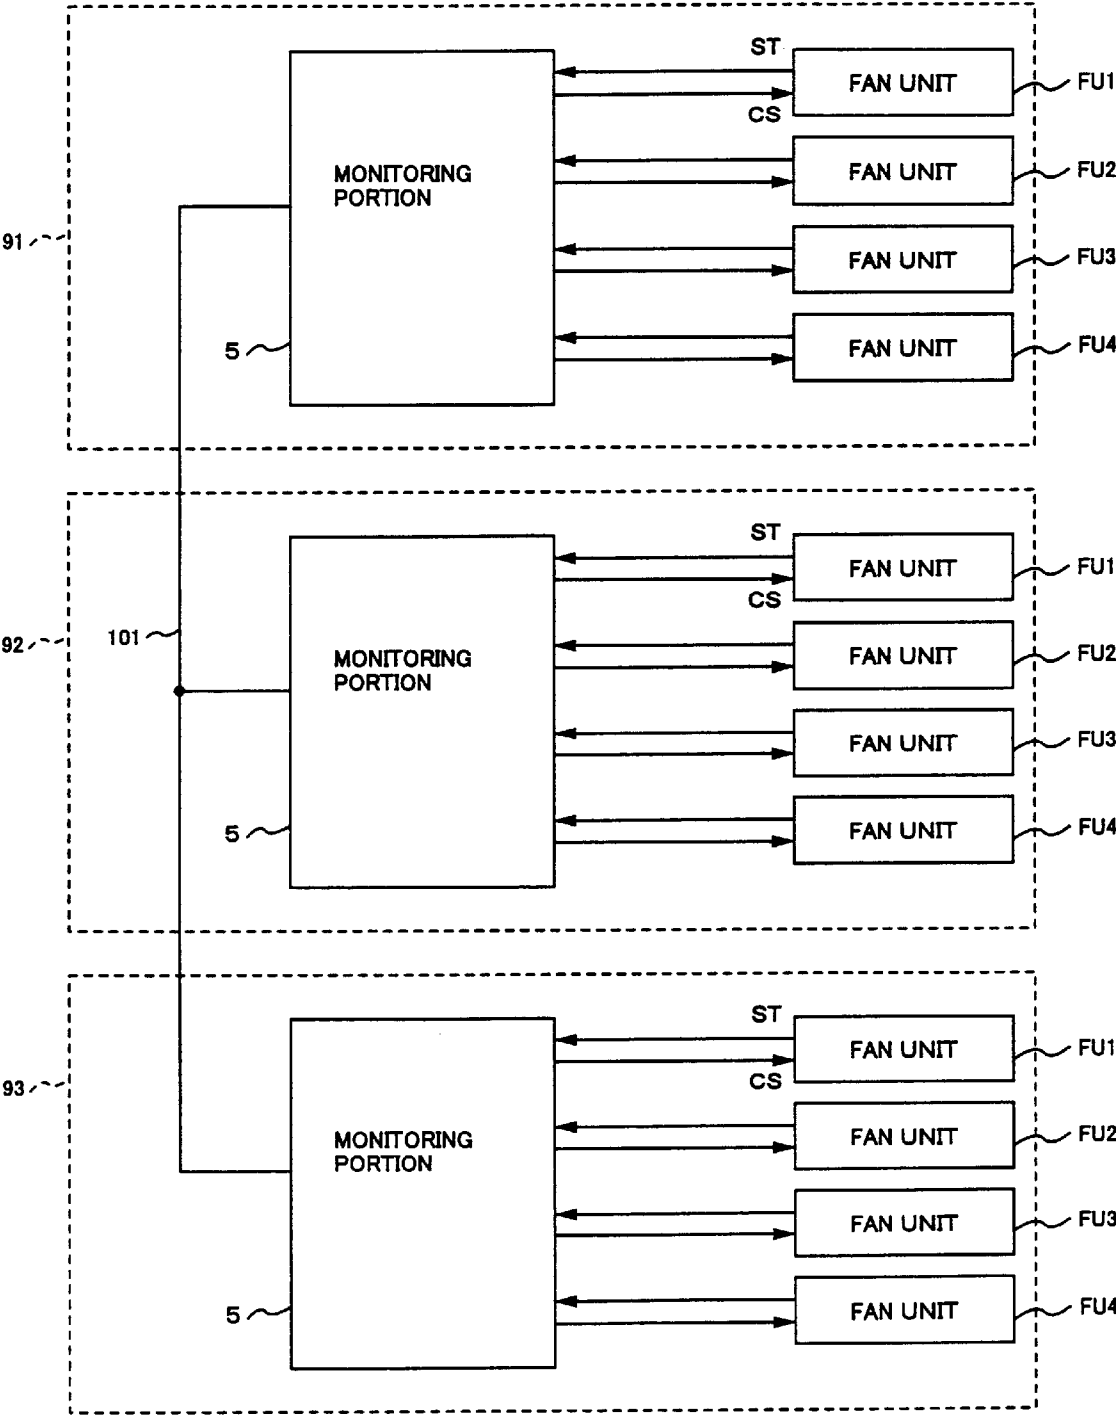 ST
FAN UNIT
FU1
CS
MONITORING
PORTION
FAN UNIT
FU2
91
FAN UNIT
FU3
5
FAN UNIT
FU4
ST
FAN UNIT
FU1
CS
92
101
MONITORING
PORTION
FAN UNIT
FU2
FAN UNIT
FU3
5
FAN UNIT
FU4
ST
FAN UNIT
FU1
CS
93
MONITORING
PORTION
FAN UNIT
FU2
FAN UNIT
FU3
5
FAN UNIT
FU4